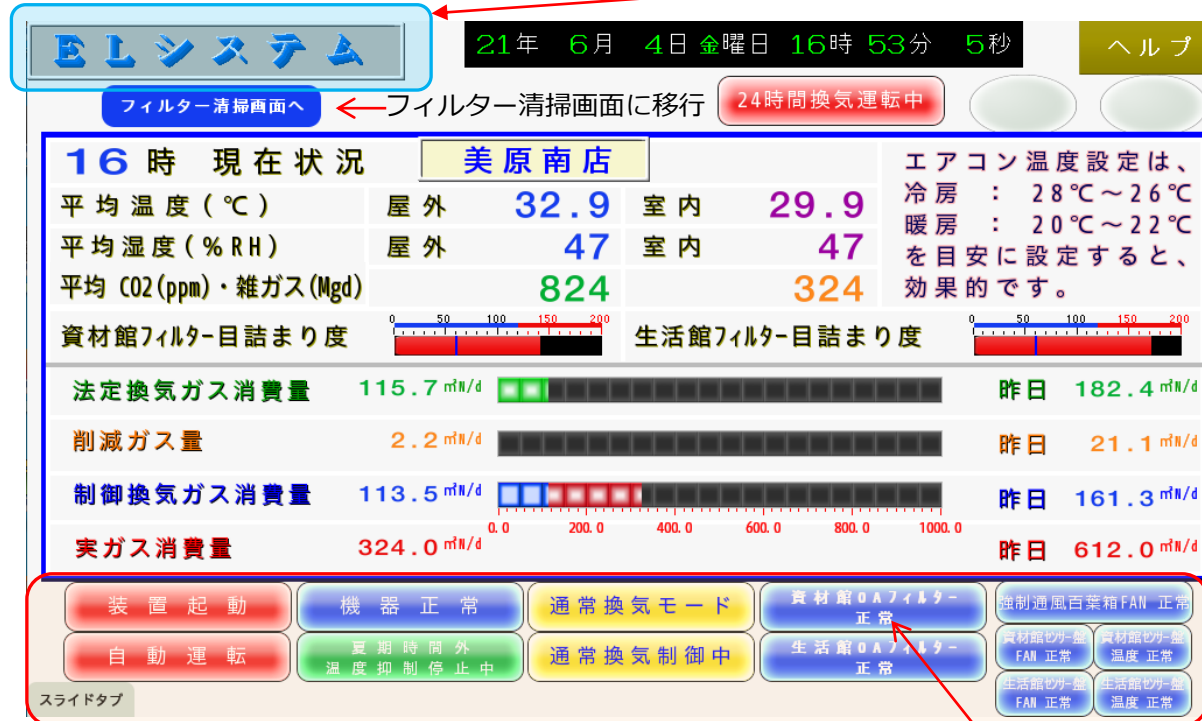 ELシステム
21年 6月 4日 金曜日 16時 53分 5秒
ヘルプ
フィルター清掃画面へ
フィルター清掃画面に移行
24時間換気運転中
16時 現在状況
美原南店
エアコン温度設定は、
冷房 : 28℃～26℃
暖房 : 20℃～22℃
を目安に設定すると、
効果的です。
平均温度(℃) 屋外 32.9 室内 29.9
平均湿度(%RH) 屋外 47 室内 47
平均 CO2(ppm)・雑ガス(Mgd) 824 324
資材館フィルター目詰まり度 0 50 100 150 200 生活館フィルター目詰まり度 0 50 100 150 200
法定換気ガス消費量 115.7㎥N/d 昨日 182.4㎥N/d
削減ガス量 2.2㎥N/d 昨日 21.1㎥N/d
制御換気ガス消費量 113.5㎥N/d 昨日 161.3㎥N/d
0.0 200.0 400.0 600.0 800.0 1000.0
実ガス消費量 324.0㎥N/d 昨日 612.0㎥N/d
装置起動
機器正常
通常換気モード
資材館OAフィルター
正常
強制通風百葉箱FAN 正常
自動運転
夏期時間外
温度抑制停止中
通常換気制御中
生活館OAフィルター
正常
資材館センサー盤
FAN 正常
資材館センサー盤
温度 正常
生活館センサー盤
FAN 正常
生活館センサー盤
温度 正常
スライドタブ